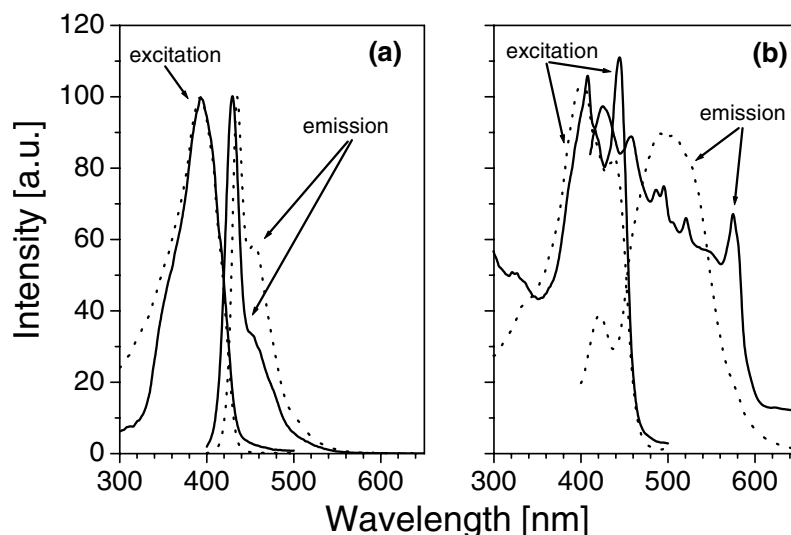 120
100
80
60
40
20
0
Intensity [a.u.]
excitation
(a)
emission
300 400 500 600
excitation
(b)
emission
300 400 500 600
Wavelength [nm]